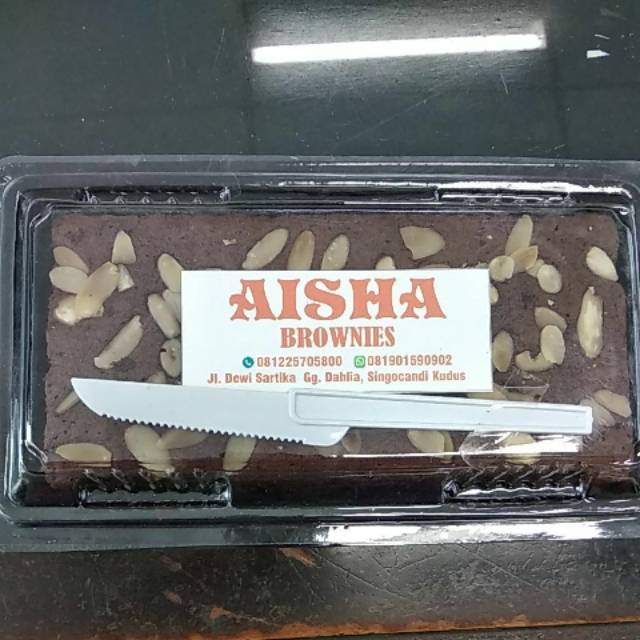 AISHA
BROWNIES
081225705800 081901590902
Jl. Dewi Sartika Gg. Dahlia, Singocandi Kudus